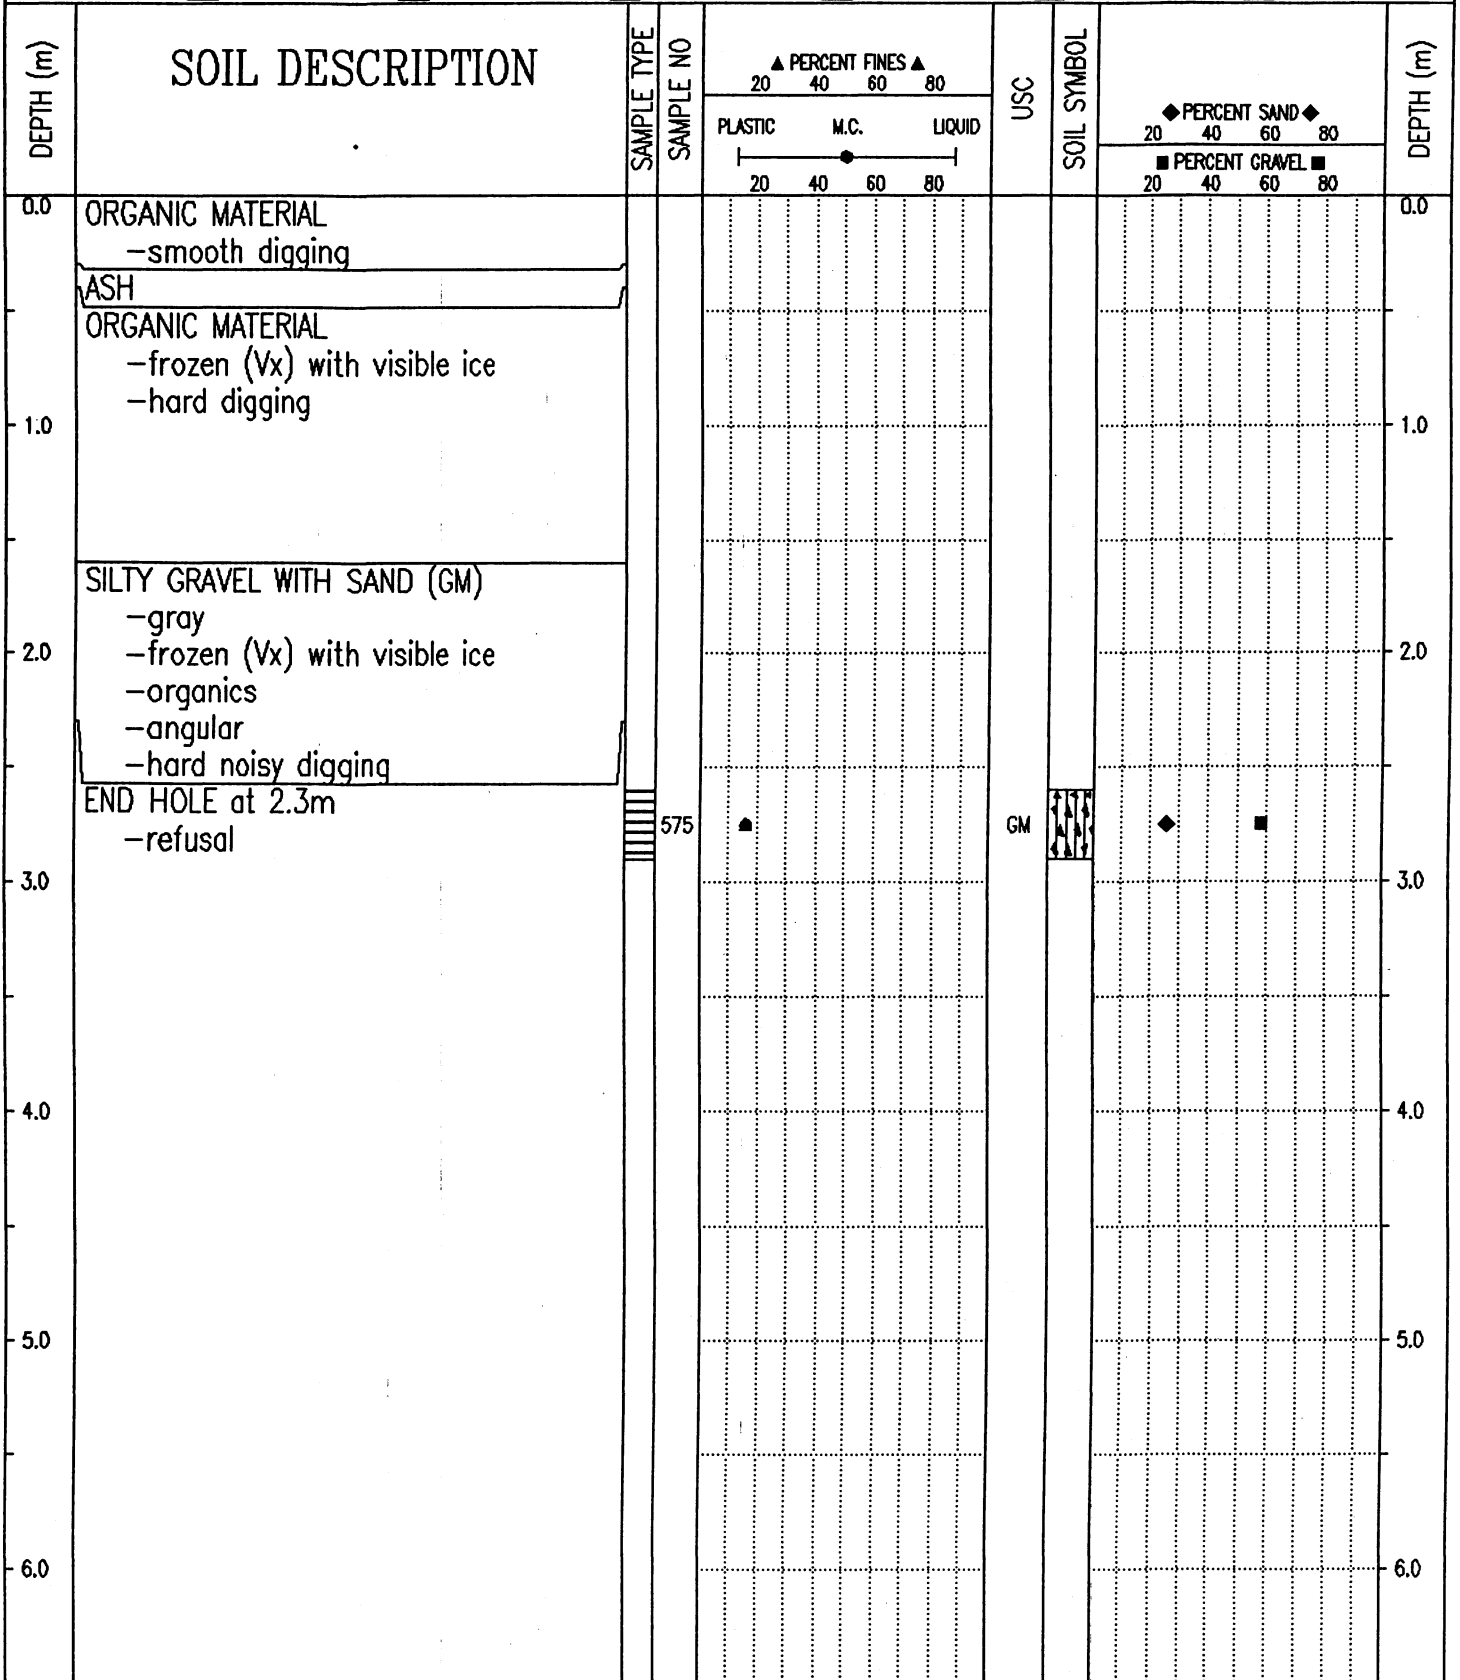 DEPTH (m)
SOIL DESCRIPTION
SAMPLE TYPE
SAMPLE NO
▲ PERCENT FINES ▲
20 40 60 80
PLASTIC M.C. LIQUID
20 40 60 80
USC
SOIL SYMBOL
◆ PERCENT SAND ◆
20 40 60 80
■ PERCENT GRAVEL ■
20 40 60 80
DEPTH (m)
0.0 ORGANIC MATERIAL 0.0
-smooth digging
ASH
ORGANIC MATERIAL
-frozen (Vx) with visible ice
-hard digging
1.0 1.0
SILTY GRAVEL WITH SAND (GM)
-gray
2.0 -frozen (Vx) with visible ice 2.0
-organics
-angular
-hard noisy digging
END HOLE at 2.3m
-refusal 575 GM
3.0 3.0
4.0 4.0
5.0 5.0
6.0 6.0